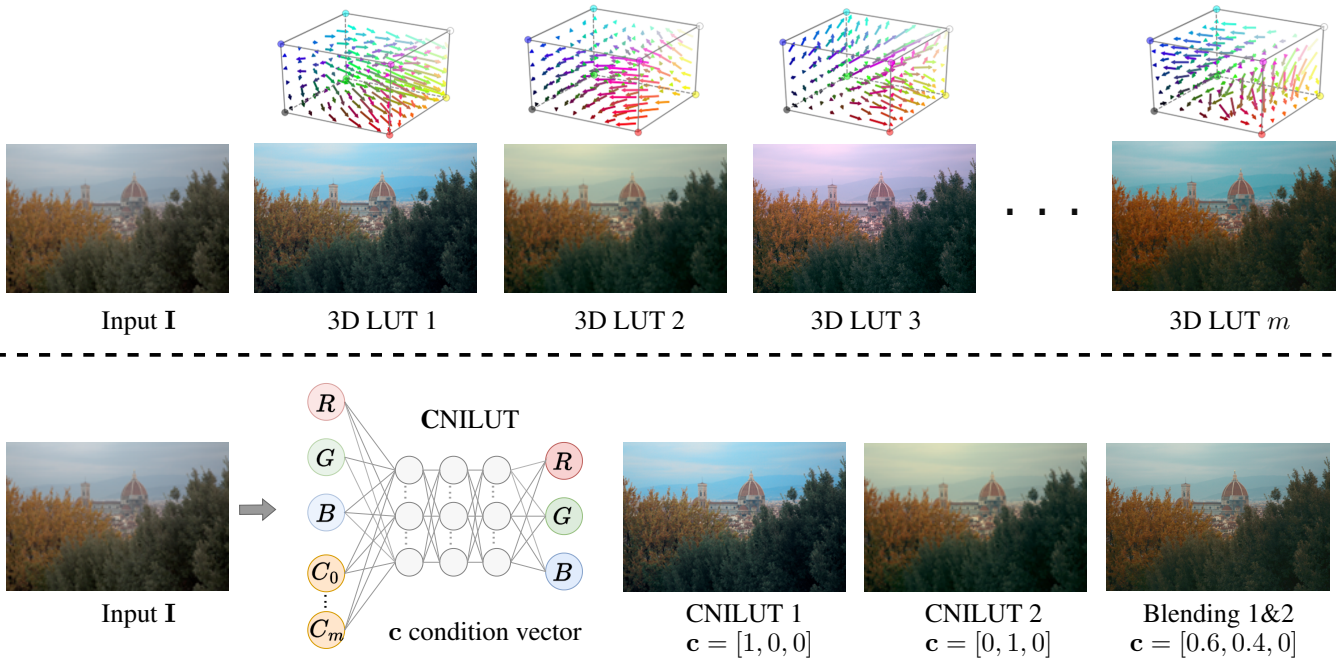 Input I
3D LUT 1
3D LUT 2
3D LUT 3
. . .
3D LUT m
R
G
B
C₀
Cₘ
CNILUT
R
G
B
Input I
c condition vector
CNILUT 1
c = [1, 0, 0]
CNILUT 2
c = [0, 1, 0]
Blending 1&2
c = [0.6, 0.4, 0]